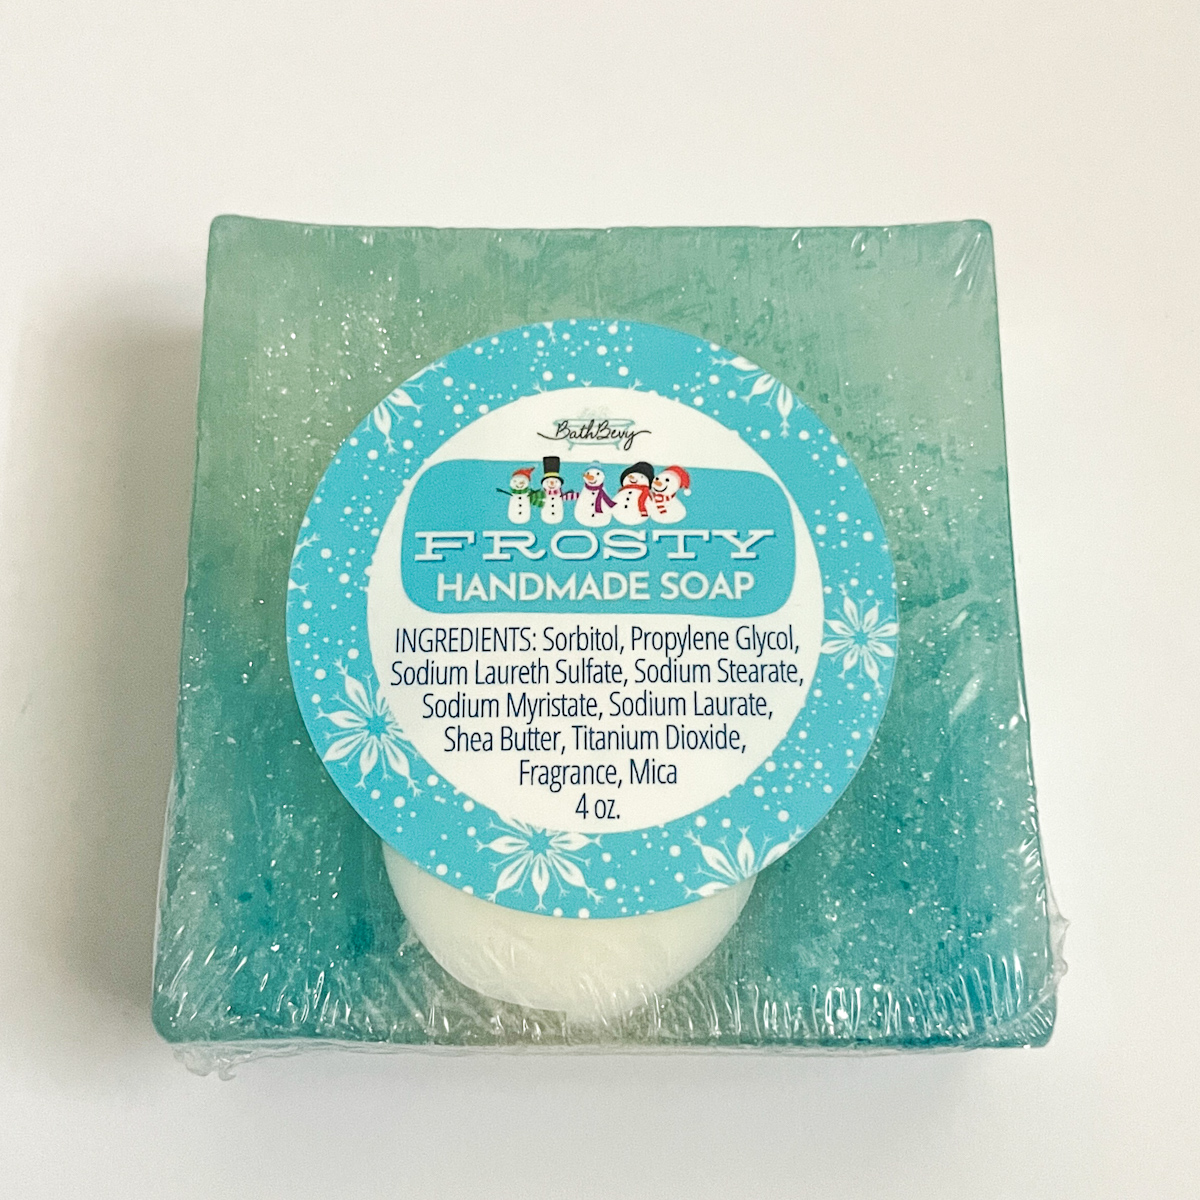 BathBevy
FROSTY
HANDMADE SOAP
INGREDIENTS: Sorbitol, Propylene Glycol,
Sodium Laureth Sulfate, Sodium Stearate,
Sodium Myristate, Sodium Laurate,
Shea Butter, Titanium Dioxide,
Fragrance, Mica
4 oz.